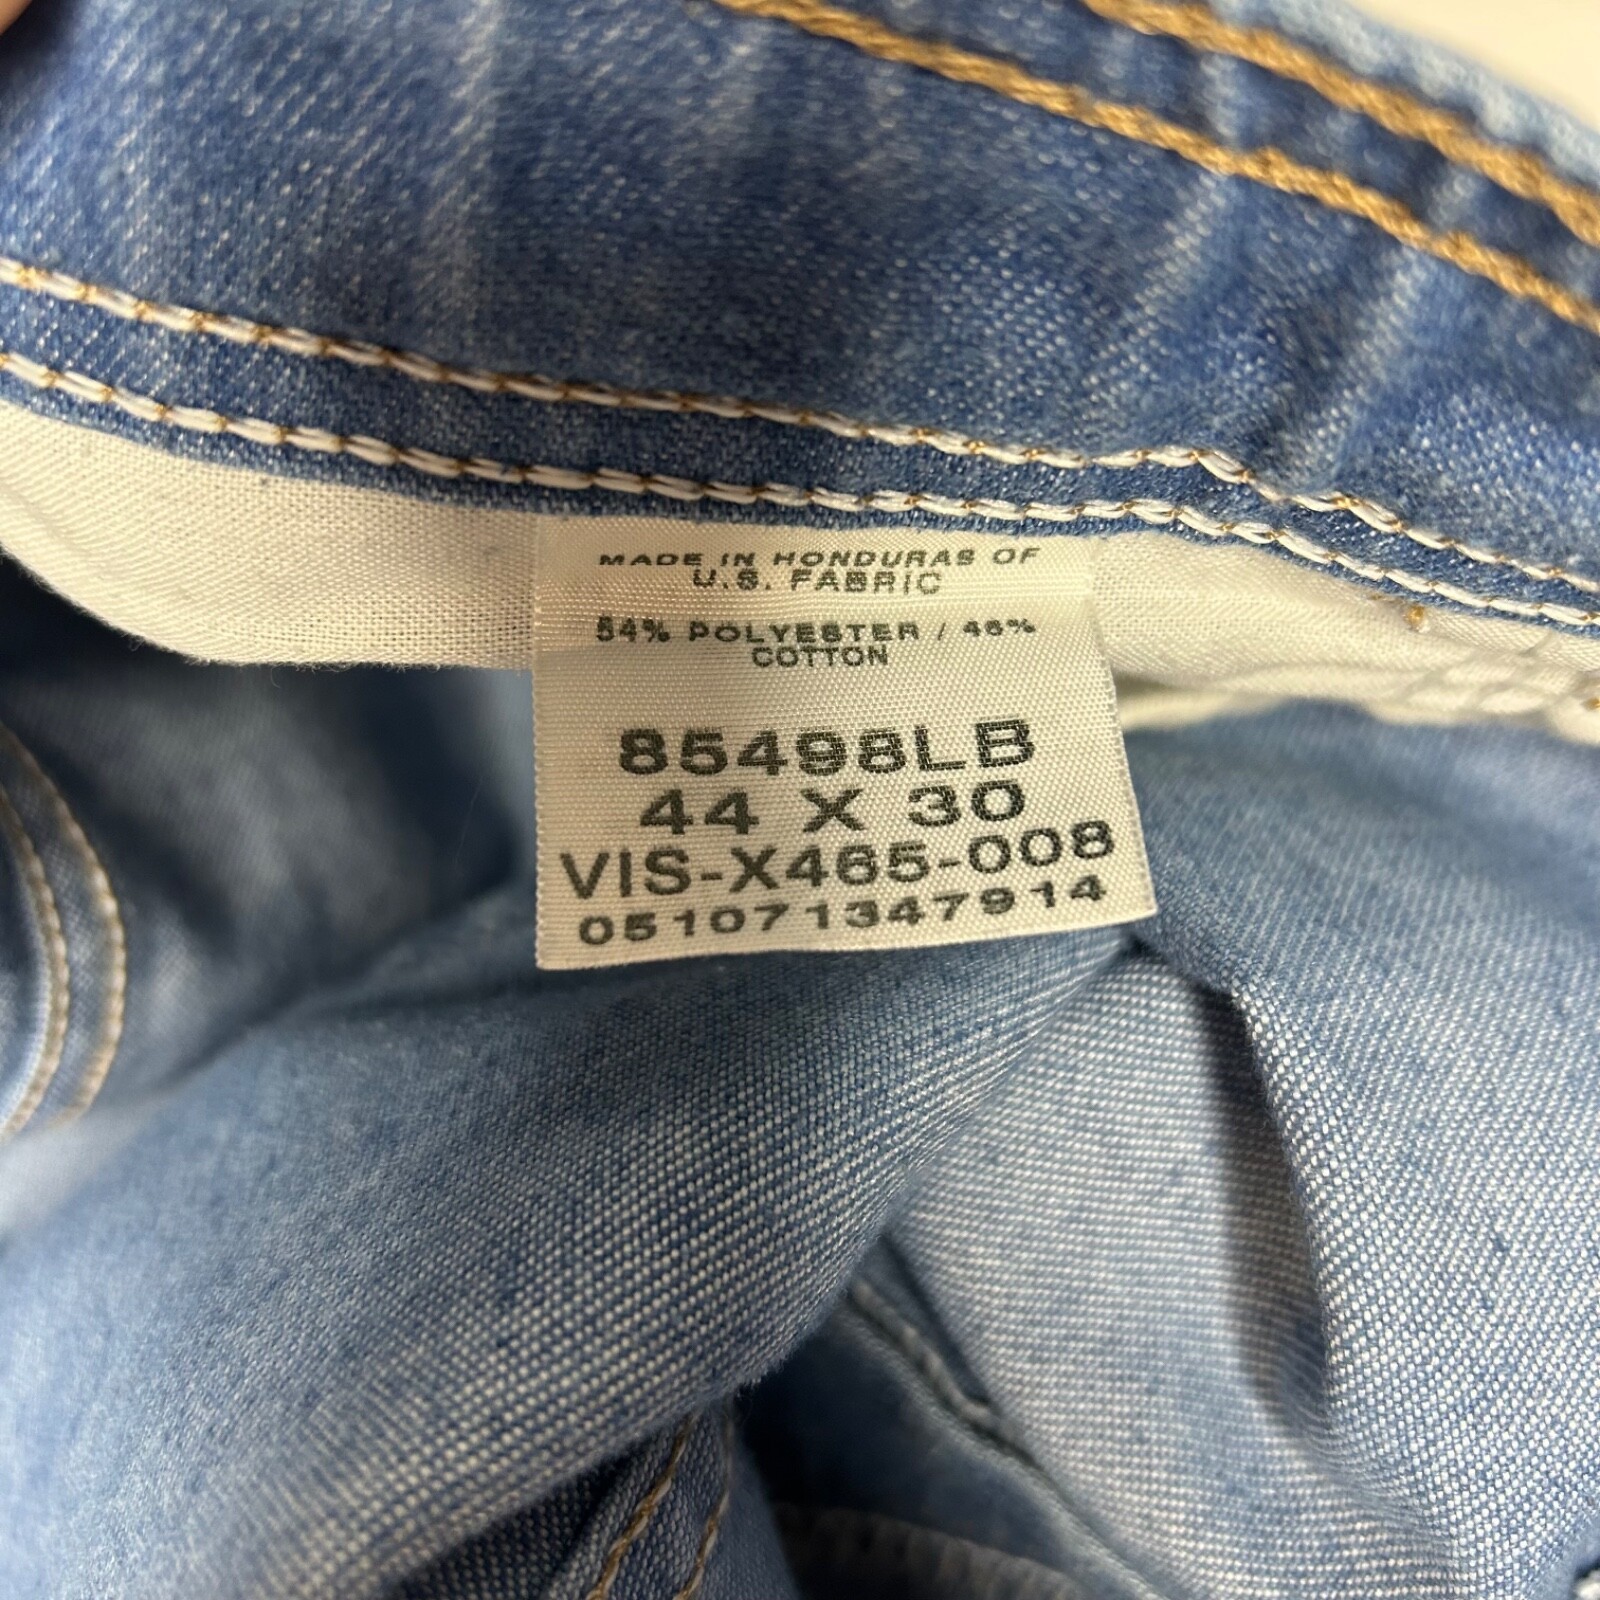 MADE IN HONDURAS OF
U.S. FABRIC
54% POLYESTER / 46%
COTTON
85498LB
44 X 30
VIS-X465-008
051071347914